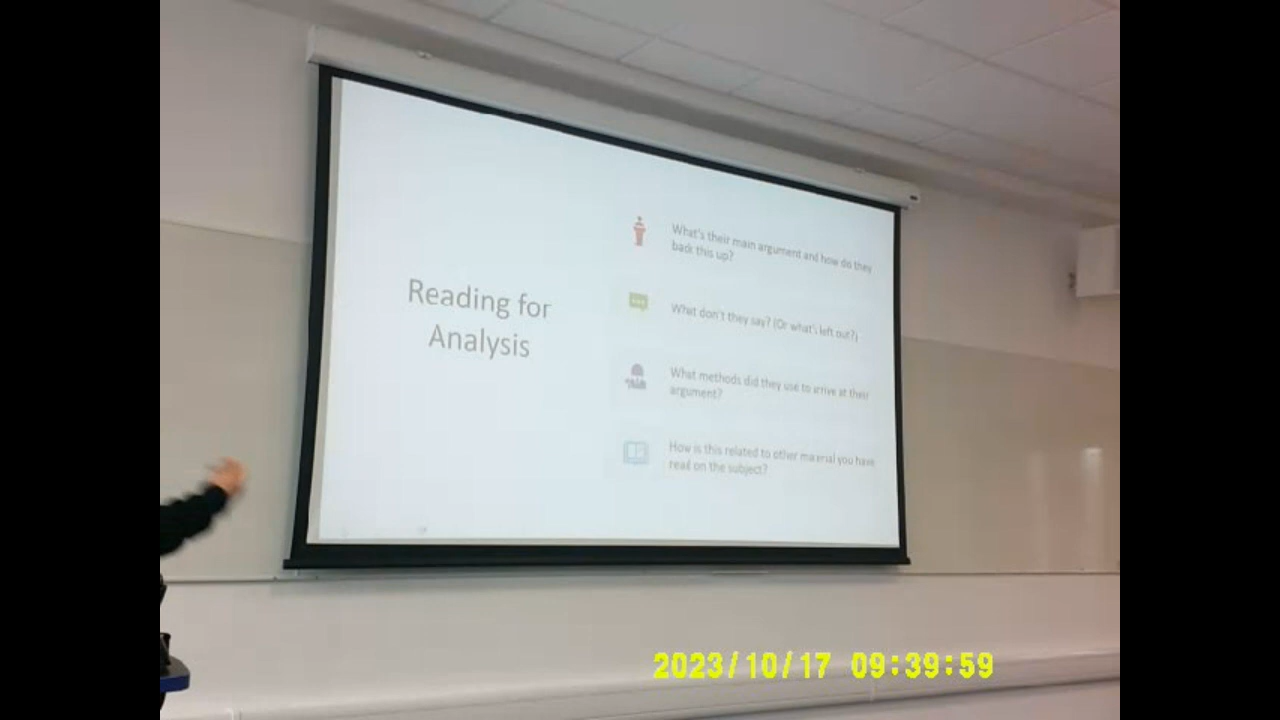 Reading for
Analysis
What's their main argument and how do they
back this up?
What don't they say? (Or what's left out?)
What methods did they use to arrive at their
argument?
How is this related to other material you have
read on the subject?
2023/10/17 09:39:59